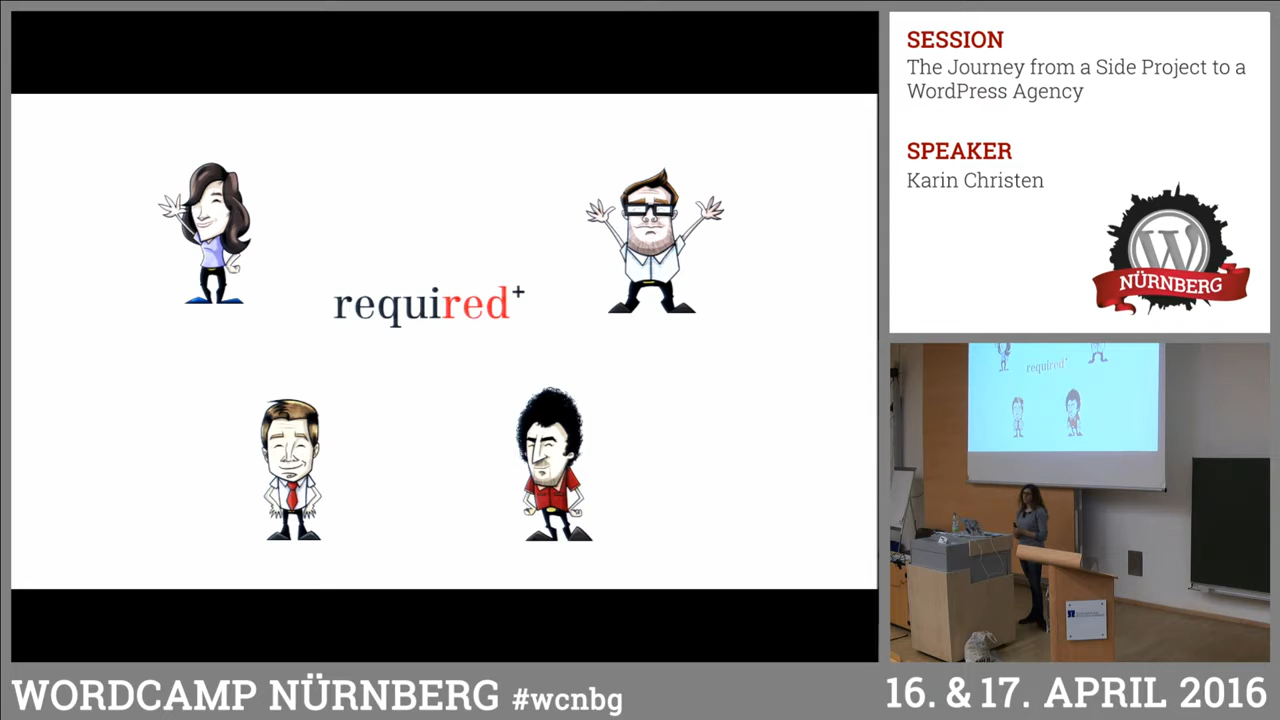 required+
SESSION
The Journey from a Side Project to a
WordPress Agency
SPEAKER
Karin Christen
W
NÜRNBERG
required+
WORDCAMP NÜRNBERG #wcnbg
16. & 17. APRIL 2016